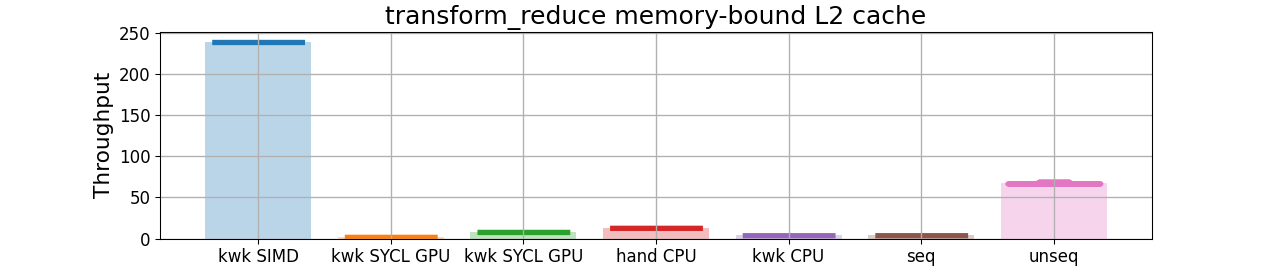 transform_reduce memory-bound L2 cache
Throughput
250
200
150
100
50
0
kwk SIMD kwk SYCL GPU kwk SYCL GPU hand CPU kwk CPU seq unseq